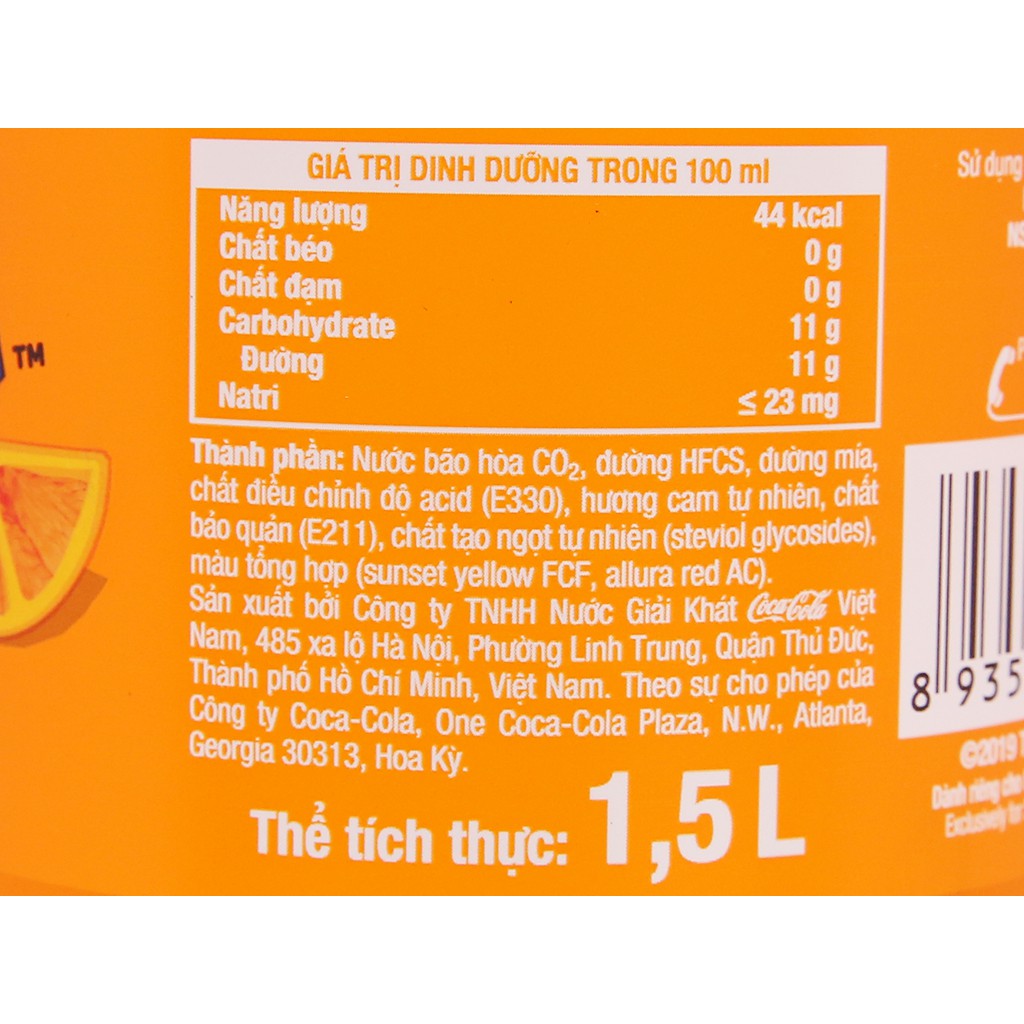 GIÁ TRỊ DINH DƯỠNG TRONG 100 ml
Năng lượng 44 kcal
Chất béo 0 g
Chất đạm 0 g
Carbohydrate 11 g
Đường 11 g
Natri ≤ 23 mg
Thành phần: Nước bão hòa CO₂, đường HFCS, đường mía,
chất điều chỉnh độ acid (E330), hương cam tự nhiên, chất
bảo quản (E211), chất tạo ngọt tự nhiên (steviol glycosides),
màu tổng hợp (sunset yellow FCF, allura red AC).
Sản xuất bởi Công ty TNHH Nước Giải Khát Coca-Cola Việt
Nam, 485 xa lộ Hà Nội, Phường Linh Trung, Quận Thủ Đức,
Thành phố Hồ Chí Minh, Việt Nam. Theo sự cho phép của
Công ty Coca-Cola, One Coca-Cola Plaza, N.W., Atlanta,
Georgia 30313, Hoa Kỳ.
Thể tích thực: 1,5 L
TM
Sử dụng
NS
8 935
©2019 T
Dành riêng cho
Exclusively for